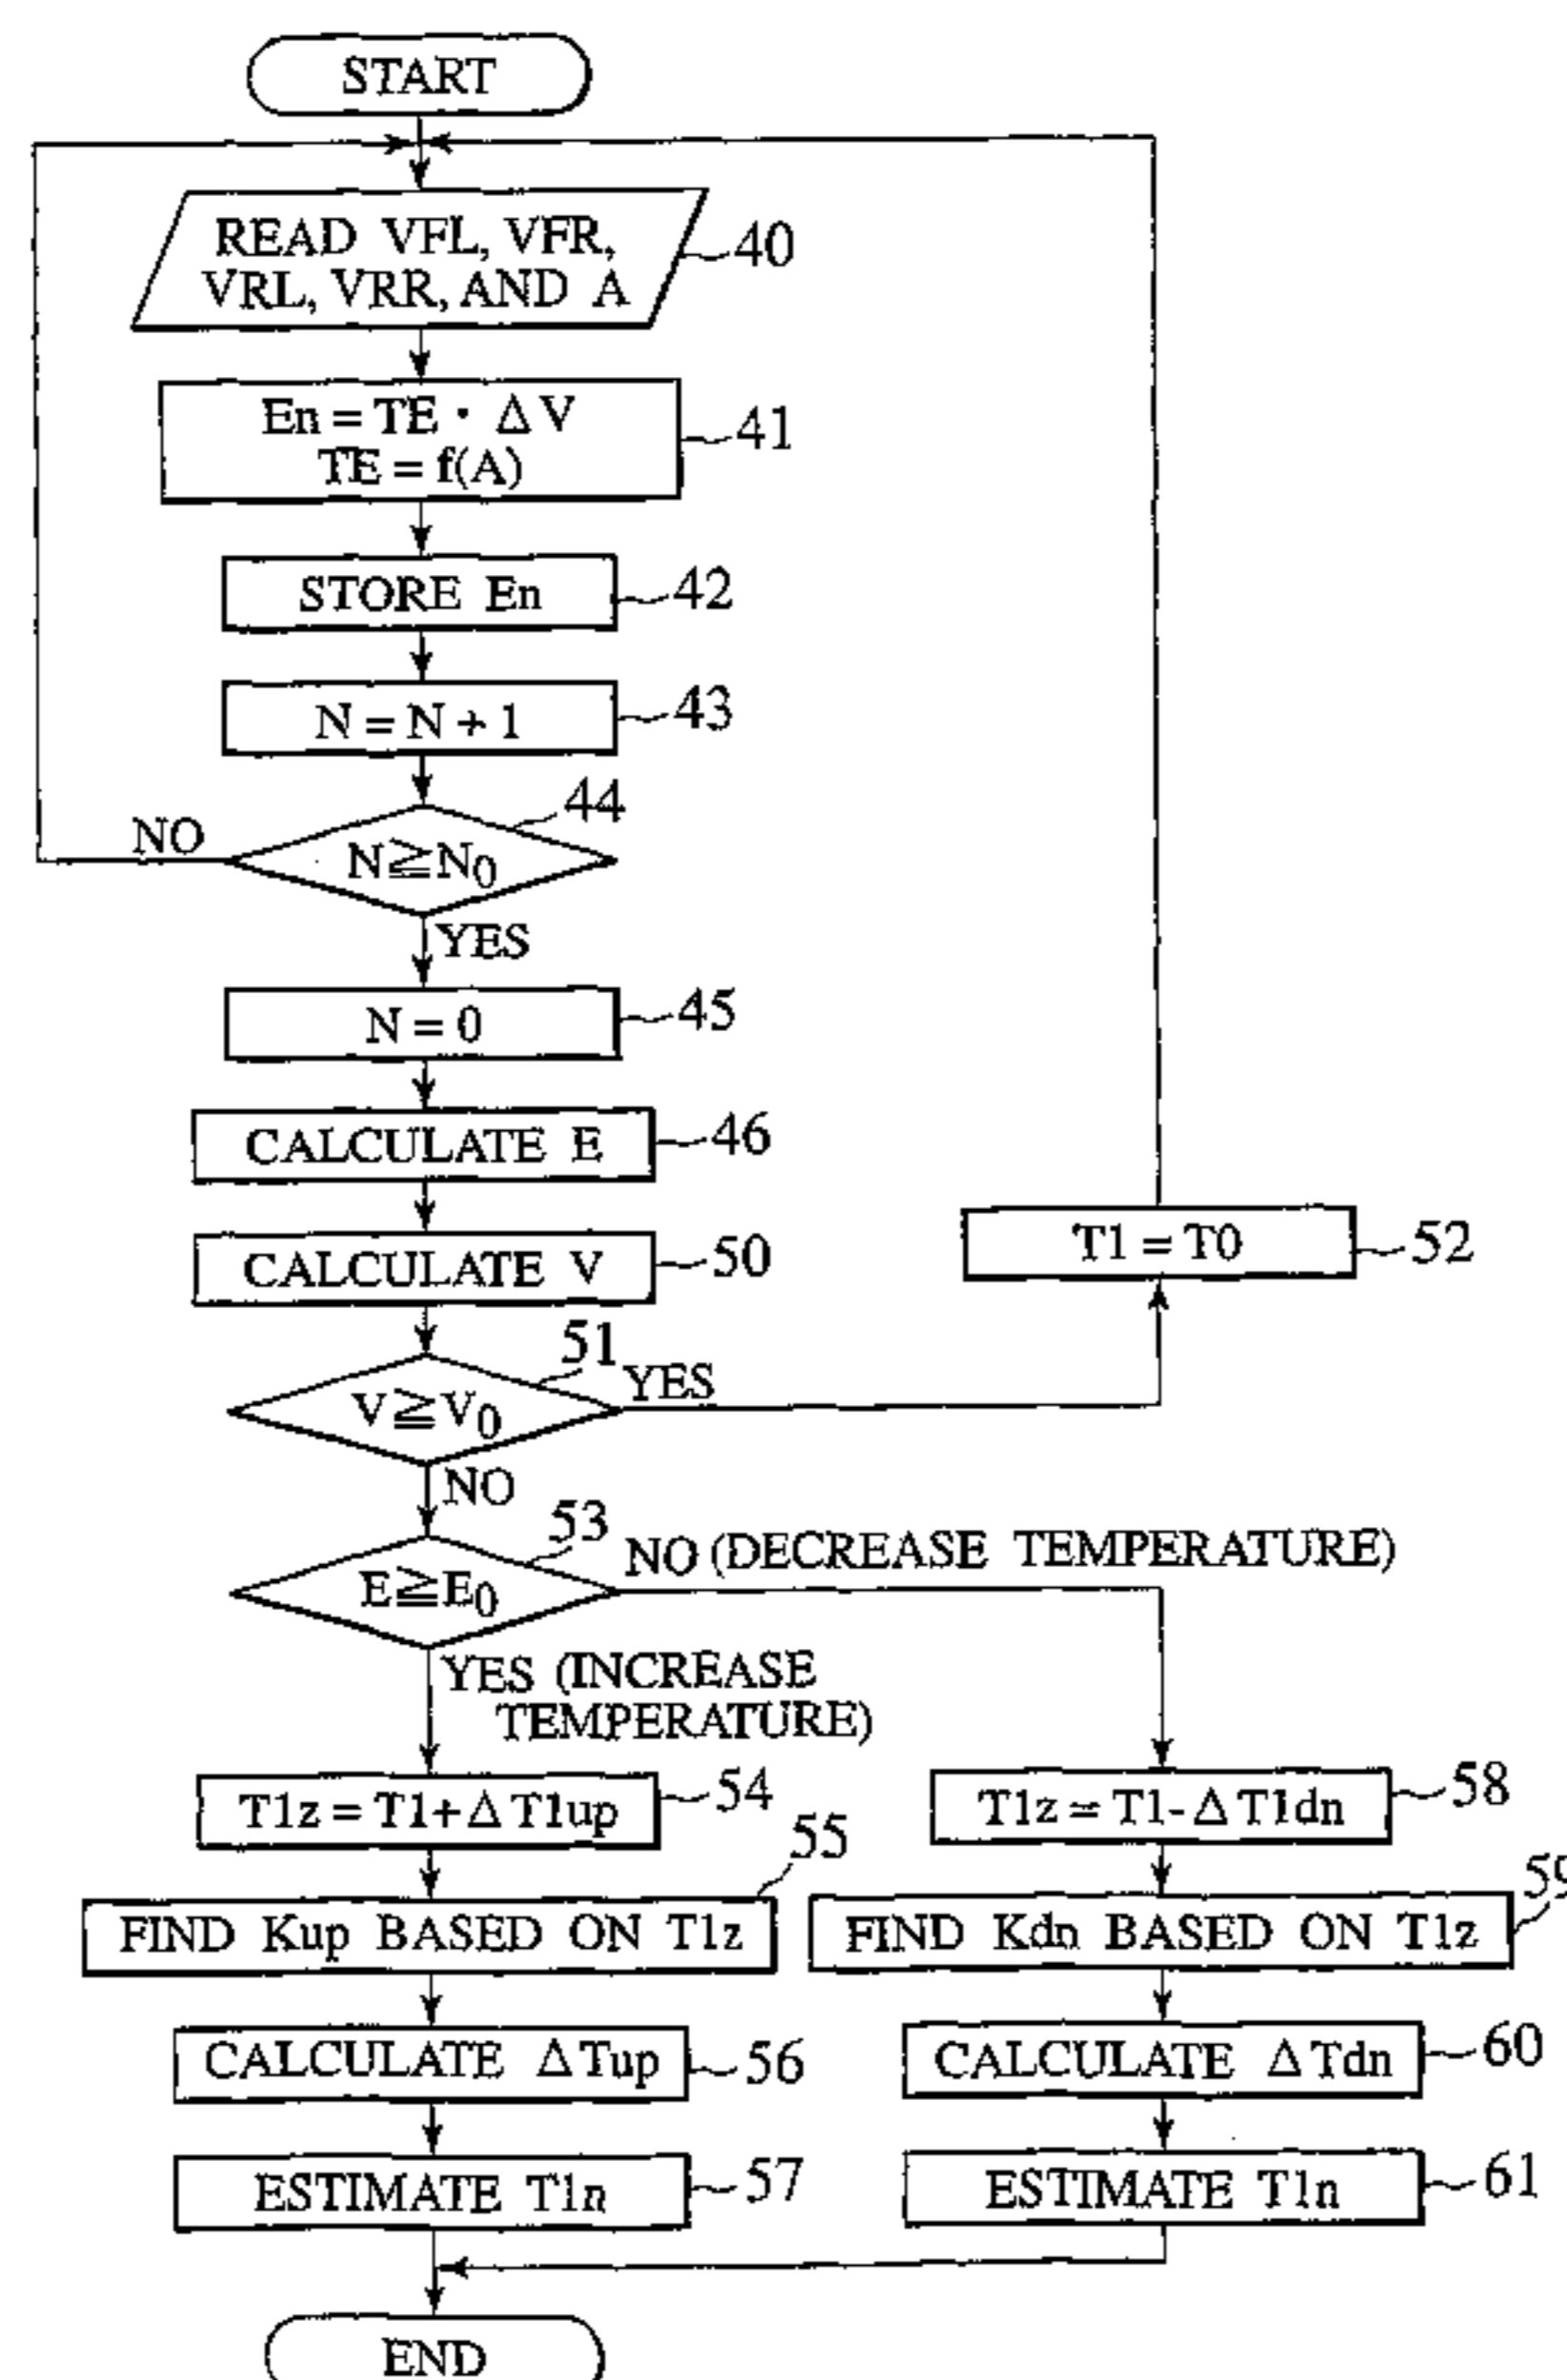 START
READ VFL, VFR,
VRL, VRR, AND A
40
En = TE · ΔV
TE = f(A)
41
STORE En
42
N = N + 1
43
44
N≧N0
NO
YES
N = 0
45
CALCULATE E
46
CALCULATE V
50
T1 = T0
52
51
V≧V0
YES
NO
53
E≧E0
NO (DECREASE TEMPERATURE)
YES (INCREASE
TEMPERATURE)
T1z = T1+ΔT1up
54
T1z = T1-ΔT1dn
58
55
FIND Kup BASED ON T1z
59
FIND Kdn BASED ON T1z
CALCULATE ΔTup
56
CALCULATE ΔTdn
60
ESTIMATE T1n
57
ESTIMATE T1n
61
END